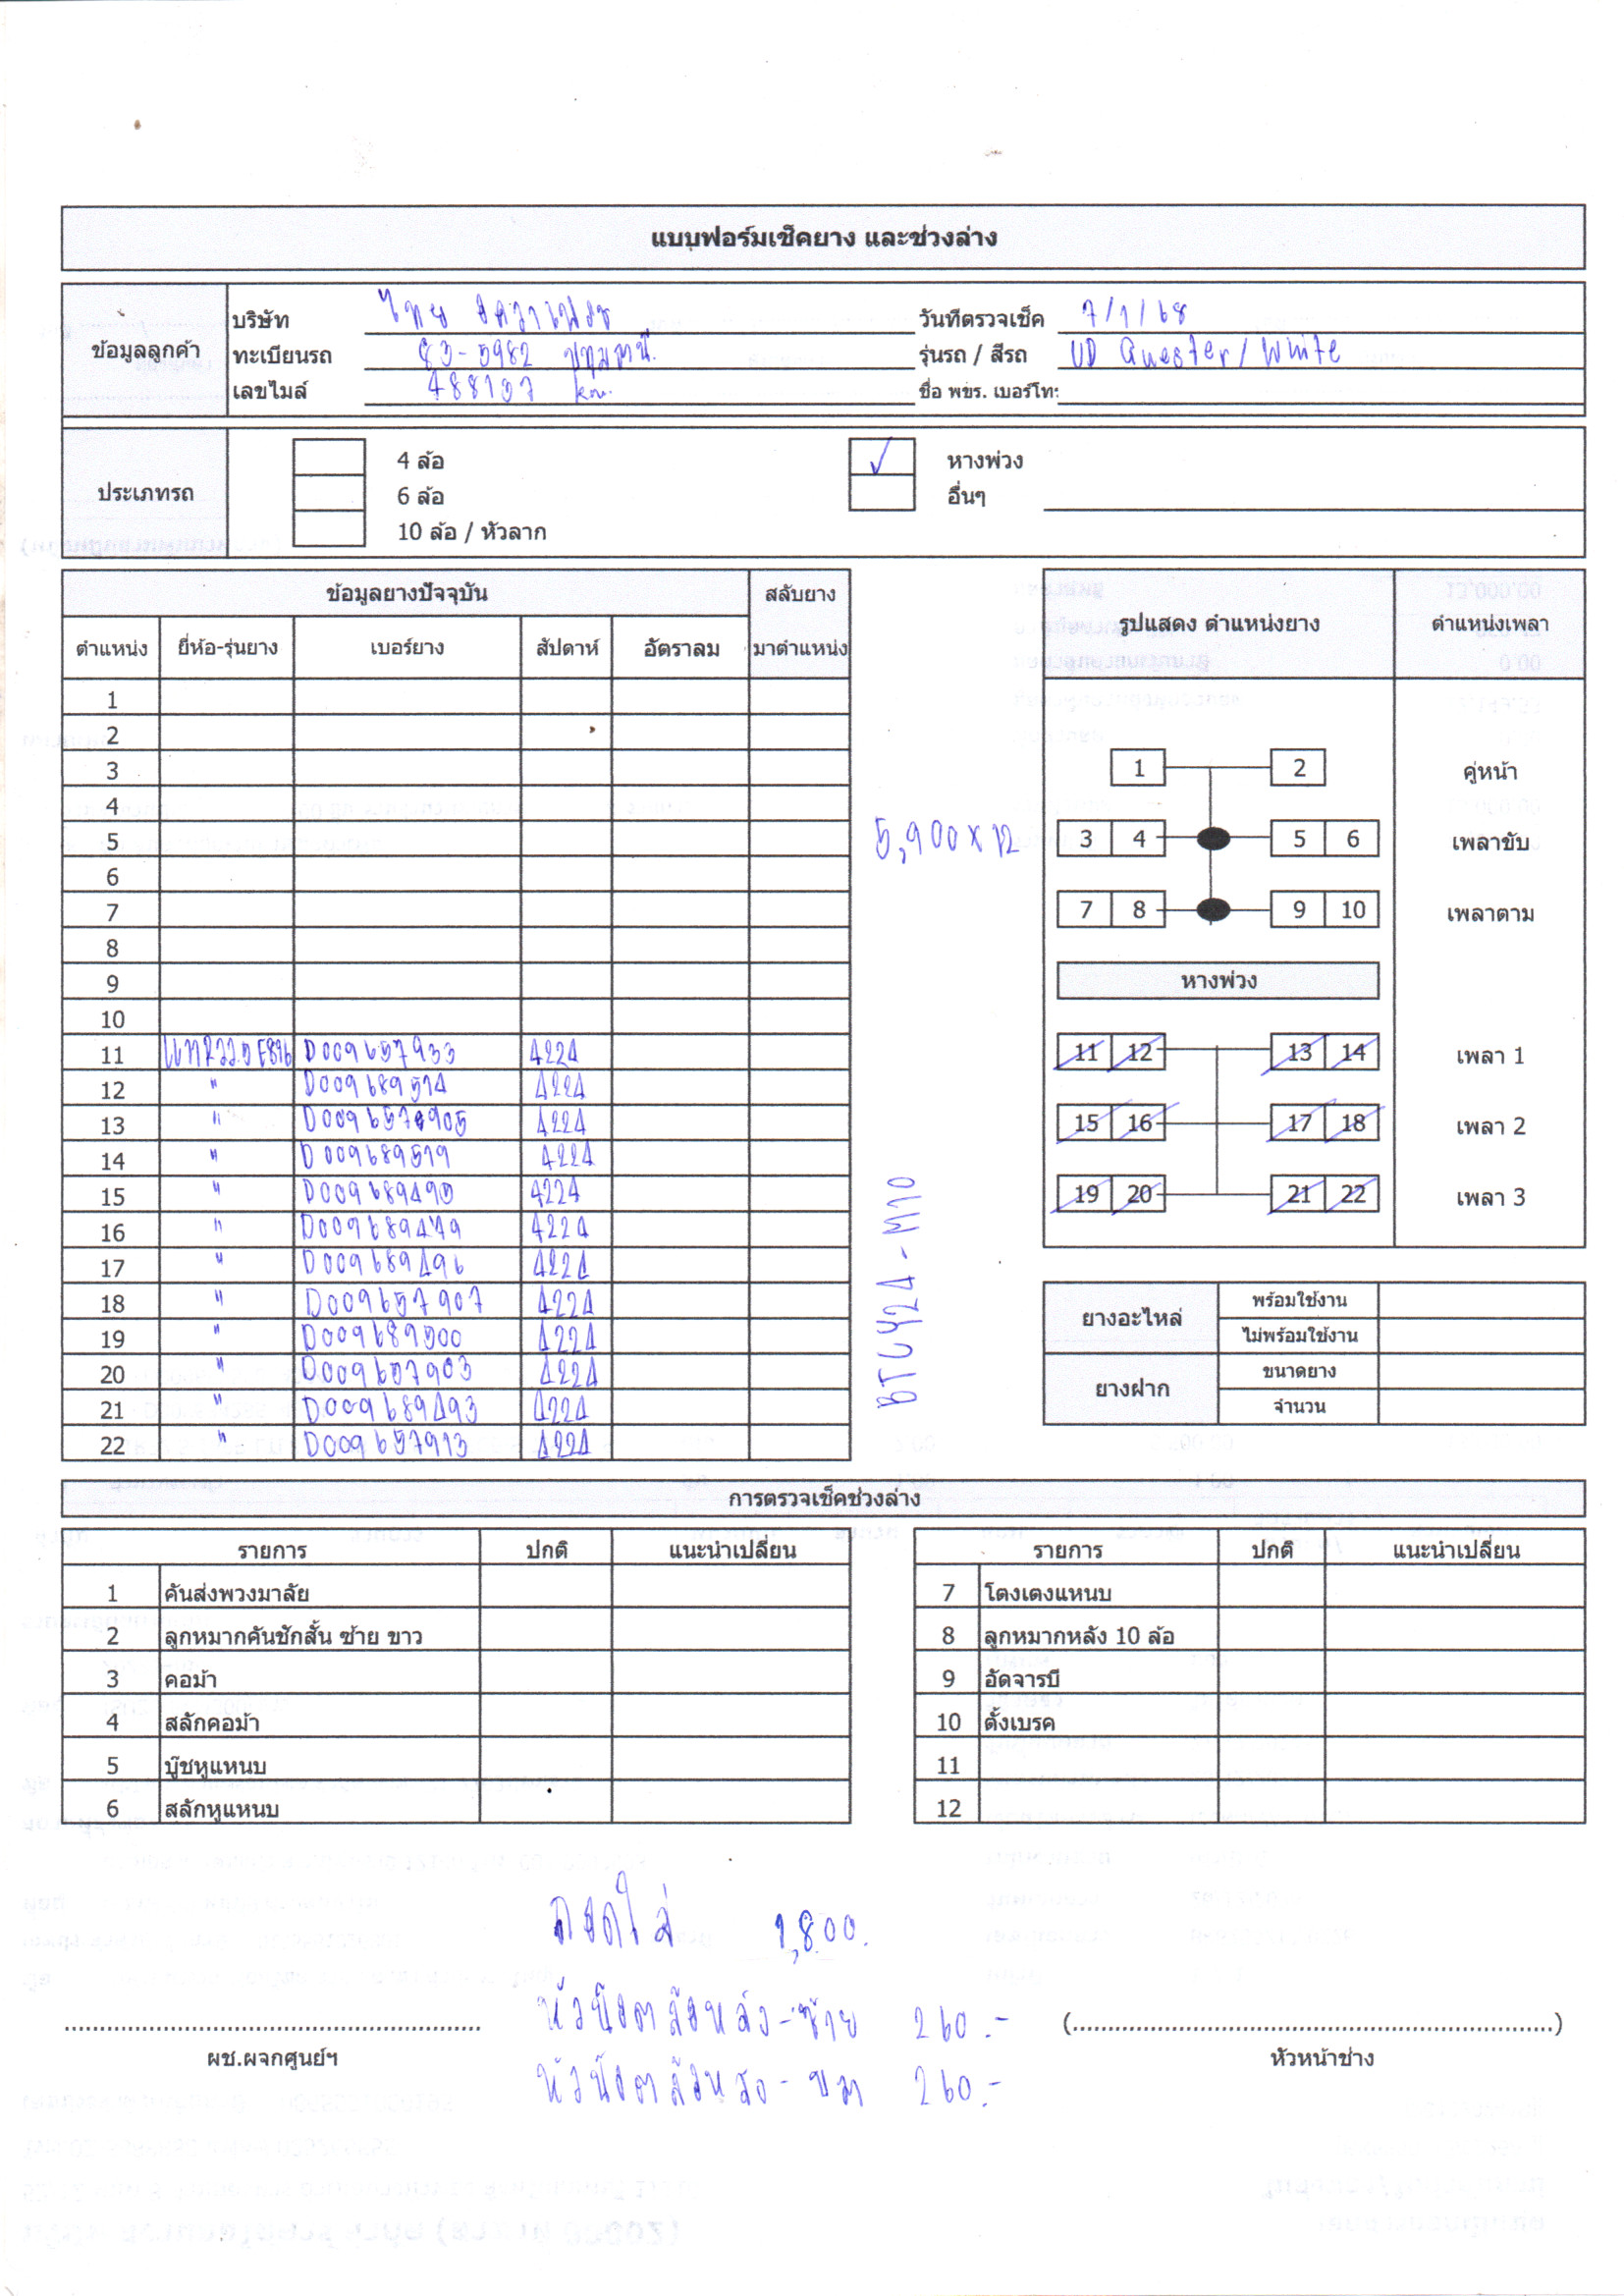 แบบฟอร์มเช็คยาง และช่วงล่าง
ข้อมูลลูกค้า
บริษัท ไทย
วันที่ตรวจเช็ค 7/1/68
ทะเบียนรถ 83-5982 ปทุมธานี
รุ่นรถ / สีรถ UD Quester/White
เลขไมล์ 488137 km.
ชื่อ พขร. เบอร์โทร
ประเภทรถ
4 ล้อ
6 ล้อ
10 ล้อ / หัวลาก
✓ หางพ่วง
อื่นๆ
ข้อมูลยางปัจจุบัน สลับยาง
ตำแหน่ง ยี่ห้อ-รุ่นยาง เบอร์ยาง สัปดาห์ อัตราลม มาตำแหน่ง
1
2
3
4
5
6
7
8
9
10
11 D009657933 4224
12 " D009689514 4224
13 " 4224
14 " D009689519 4224
15 " D009689490 4224
16 " D009689479 4224
17 " D009689496 4224
18 " D009657907 4224
19 " D009689500 4224
20 " D009657903 4224
21 " D009689493 4224
22 " D009657913 4224
5,900 x 12
รูปแสดง ตำแหน่งยาง ตำแหน่งเพลา
1 2 คู่หน้า
3 4 5 6 เพลาขับ
7 8 9 10 เพลาตาม
หางพ่วง
11 12 13 14 เพลา 1
15 16 17 18 เพลา 2
19 20 21 22 เพลา 3
ยางอะไหล่ พร้อมใช้งาน
ไม่พร้อมใช้งาน
ยางฝาก ขนาดยาง
จำนวน
การตรวจเช็คช่วงล่าง
รายการ ปกติ แนะนำเปลี่ยน
1 คันส่งพวงมาลัย
2 ลูกหมากคันชักสั้น ซ้าย ขาว
3 คอม้า
4 สลักคอม้า
5 บู๊ชหูแหนบ
6 สลักหูแหนบ
รายการ ปกติ แนะนำเปลี่ยน
7 โตงเตงแหนบ
8 ลูกหมากหลัง 10 ล้อ
9 อัดจารบี
10 ตั้งเบรค
11
12
ถอดใส่ 1,800.
หัวน๊อตล้อหลัง-ซ้าย 260.-
หัวน๊อตล้อหลัง-ขวา 260.-
ผช.ผจกศูนย์ฯ
(....................)
หัวหน้าช่าง